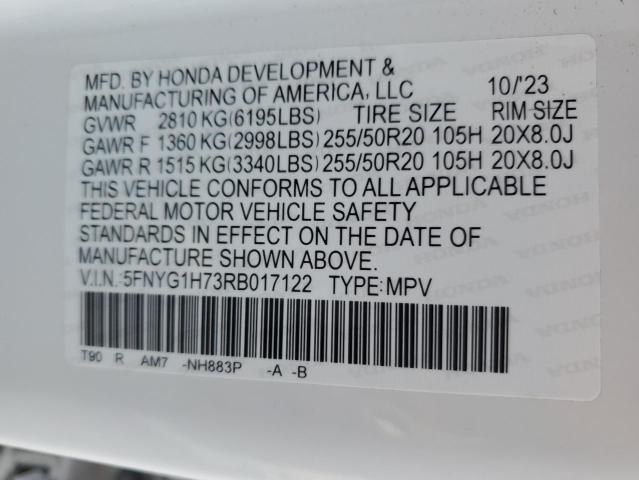 MFD. BY HONDA DEVELOPMENT &
MANUFACTURING OF AMERICA, LLC 10/'23
GVWR 2810 KG(6195LBS) TIRE SIZE RIM SIZE
GAWR F 1360 KG(2998LBS) 255/50R20 105H 20X8.0J
GAWR R 1515 KG(3340LBS) 255/50R20 105H 20X8.0J
THIS VEHICLE CONFORMS TO ALL APPLICABLE
FEDERAL MOTOR VEHICLE SAFETY
STANDARDS IN EFFECT ON THE DATE OF
MANUFACTURE SHOWN ABOVE.
V.I.N.:5FNYG1H73RB017122 TYPE:MPV
T90 R AM7 -NH883P -A -B